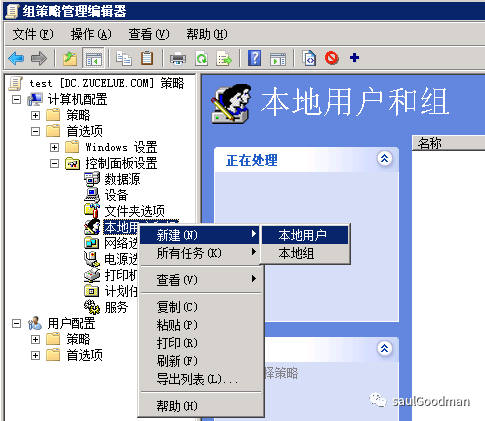 组策略管理编辑器
文件(F) 操作(A) 查看(V) 帮助(H)
test [DC.ZUCELUE.COM] 策略
计算机配置
策略
首选项
Windows 设置
控制面板设置
数据源
设备
文件夹选项
本地用
网络选
电源选
打印机
计划任
服务
用户配置
策略
首选项
新建(N)
所有任务(K)
查看(V)
复制(C)
粘贴(P)
打印(R)
刷新(F)
导出列表(L)...
帮助(H)
本地用户
本地组
本地用户和组
名称
正在处理
择策略
saulGoodman